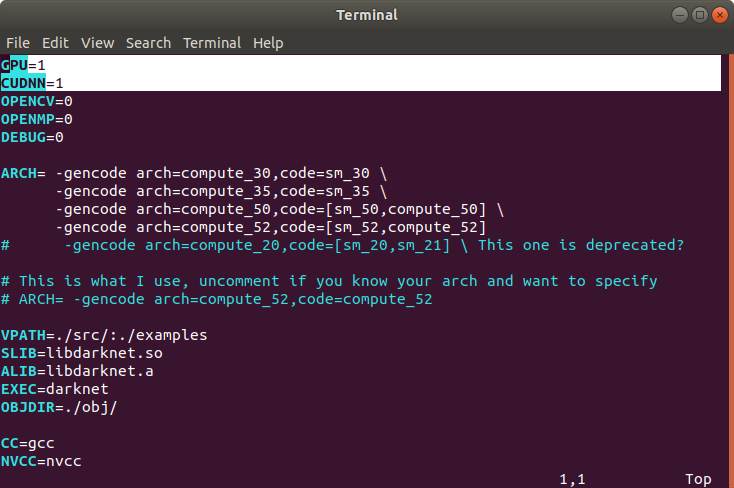 Terminal
File Edit View Search Terminal Help
GPU=1
CUDNN=1
OPENCV=0
OPENMP=0
DEBUG=0
ARCH= -gencode arch=compute_30,code=sm_30 \
-gencode arch=compute_35,code=sm_35 \
-gencode arch=compute_50,code=[sm_50,compute_50] \
-gencode arch=compute_52,code=[sm_52,compute_52]
# -gencode arch=compute_20,code=[sm_20,sm_21] \ This one is deprecated?
# This is what I use, uncomment if you know your arch and want to specify
# ARCH= -gencode arch=compute_52,code=compute_52
VPATH=./src/:./examples
SLIB=libdarknet.so
ALIB=libdarknet.a
EXEC=darknet
OBJDIR=./obj/
CC=gcc
NVCC=nvcc
1,1 Top